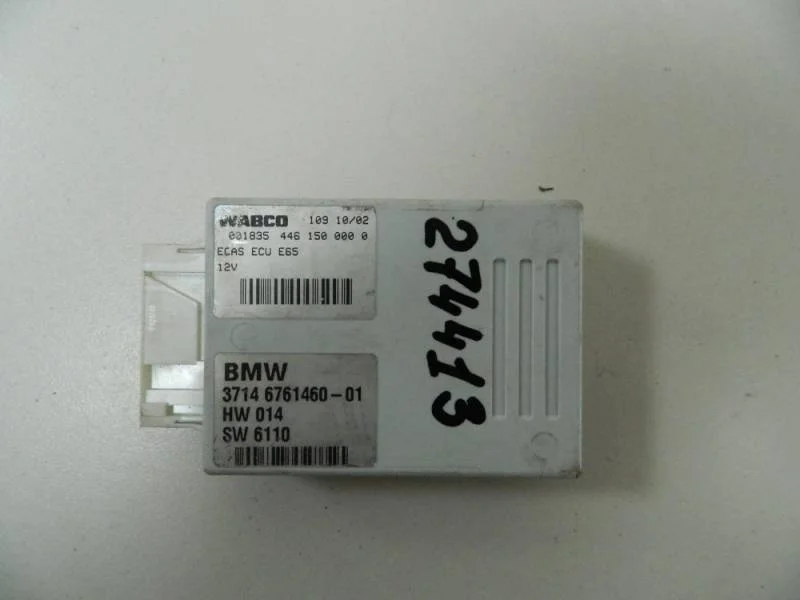 WABCO 109 10/02
001835 446 150 000 0
ECAS ECU E65
12V
BMW
3714 6761460-01
HW 014
SW 6110
274413